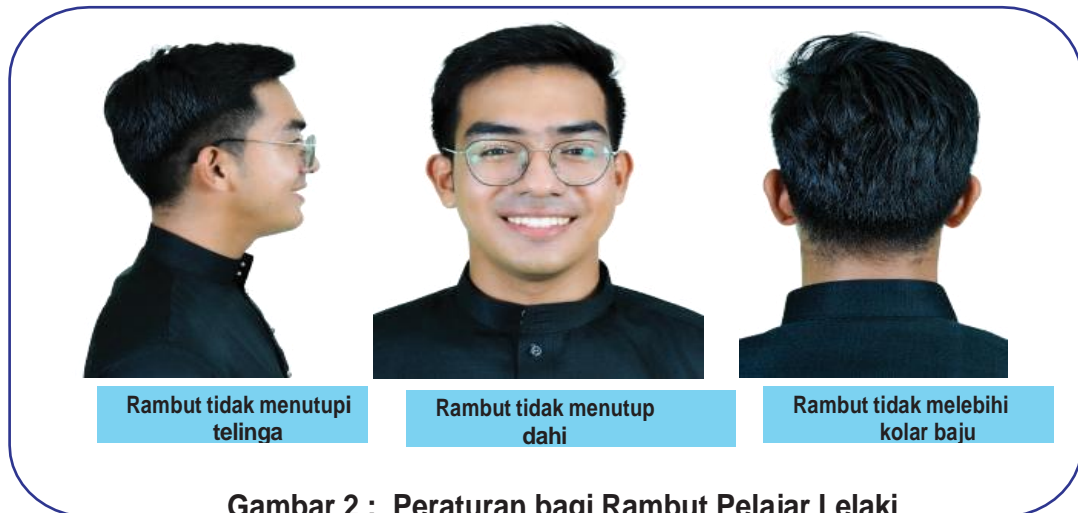 Rambut tidak menutupi
telinga
Rambut tidak menutup
dahi
Rambut tidak melebihi
kolar baju
Gambar 2 : Peraturan bagi Rambut Pelajar Lelaki